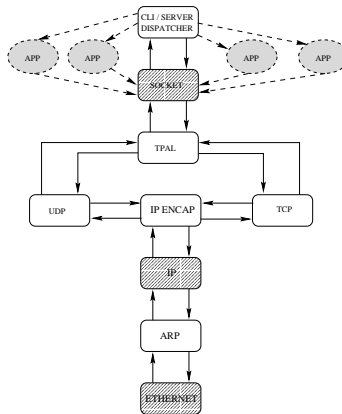 CLI / SERVER
DISPATCHER
APP
APP
APP
APP
SOCKET
TPAL
UDP
IP ENCAP
TCP
IP
ARP
ETHERNET